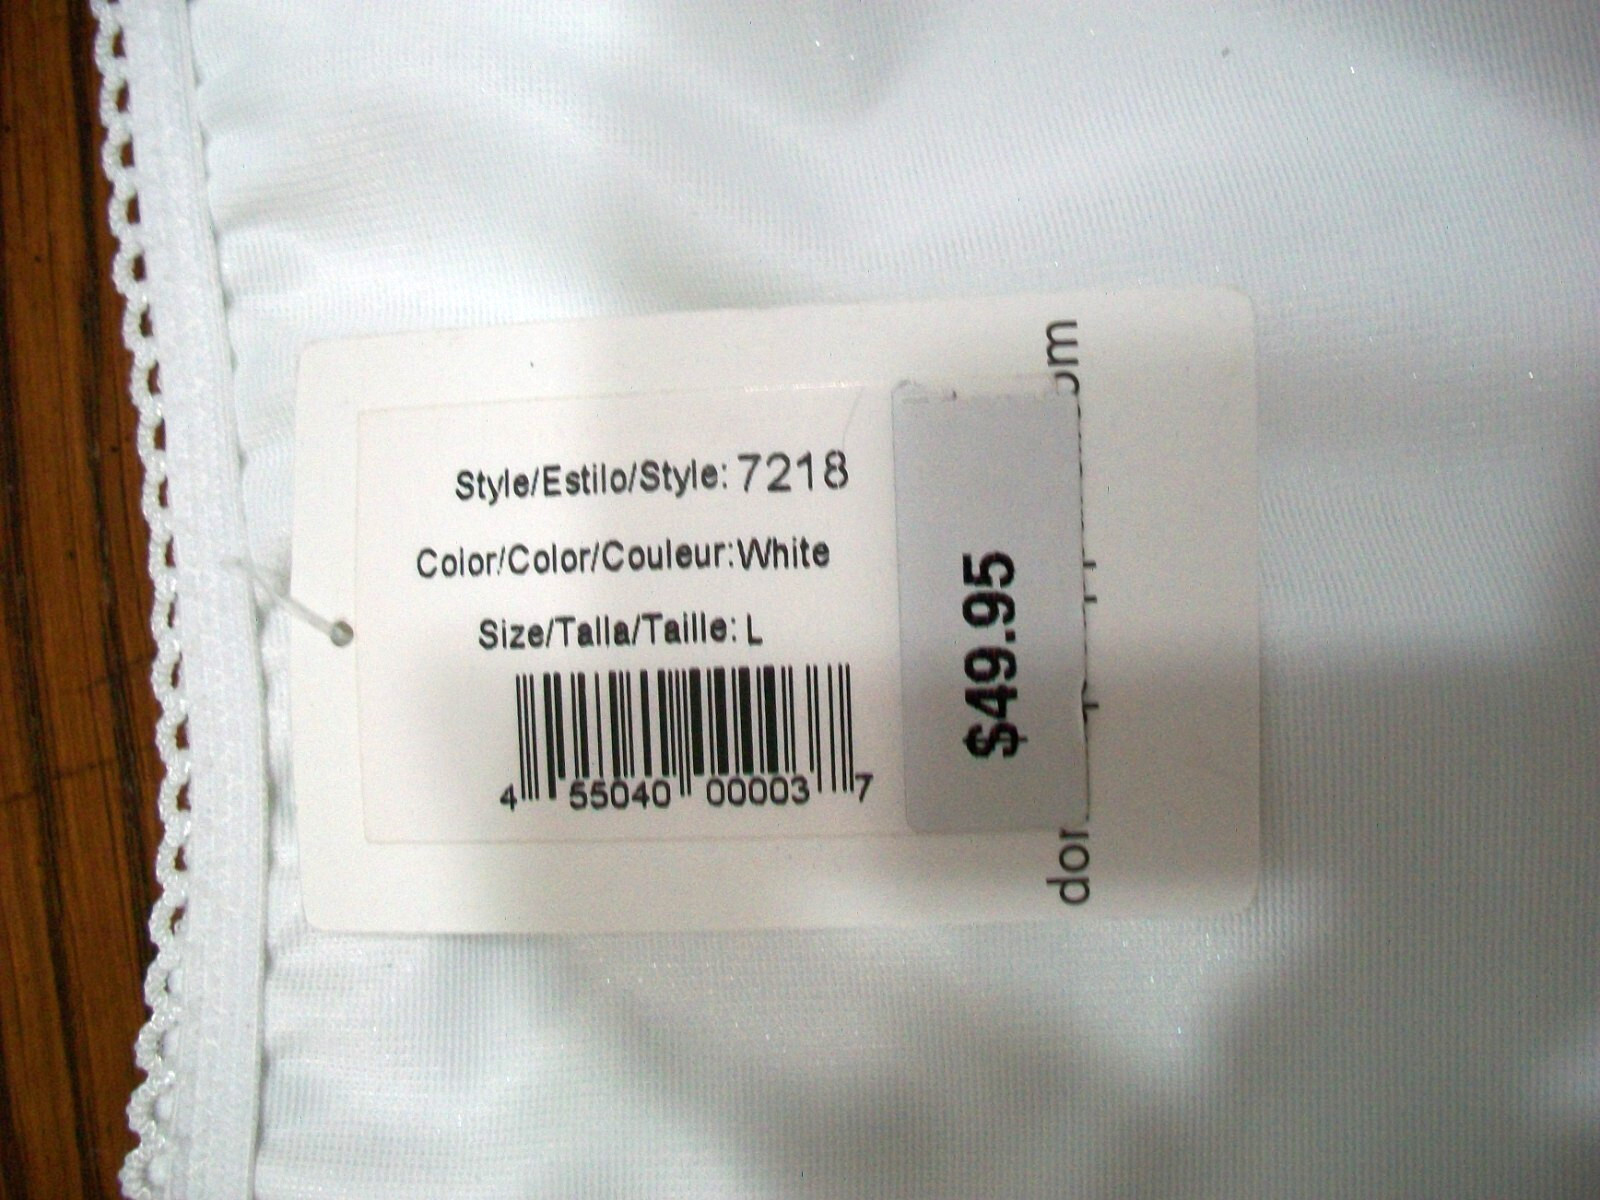 Style/Estilo/Style: 7218
Color/Color/Couleur:White
Size/Talla/Taille: L
4 55040 00003 7
$49.95